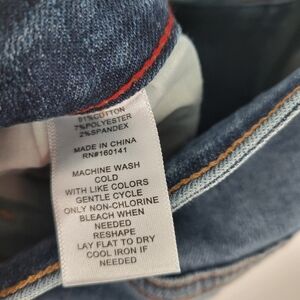 91%COTTON
7%POLYESTER
2%SPANDEX
MADE IN CHINA
RN#160141
MACHINE WASH
COLD
WITH LIKE COLORS
GENTLE CYCLE
ONLY NON-CHLORINE
BLEACH WHEN
NEEDED
RESHAPE
LAY FLAT TO DRY
COOL IRON IF
NEEDED